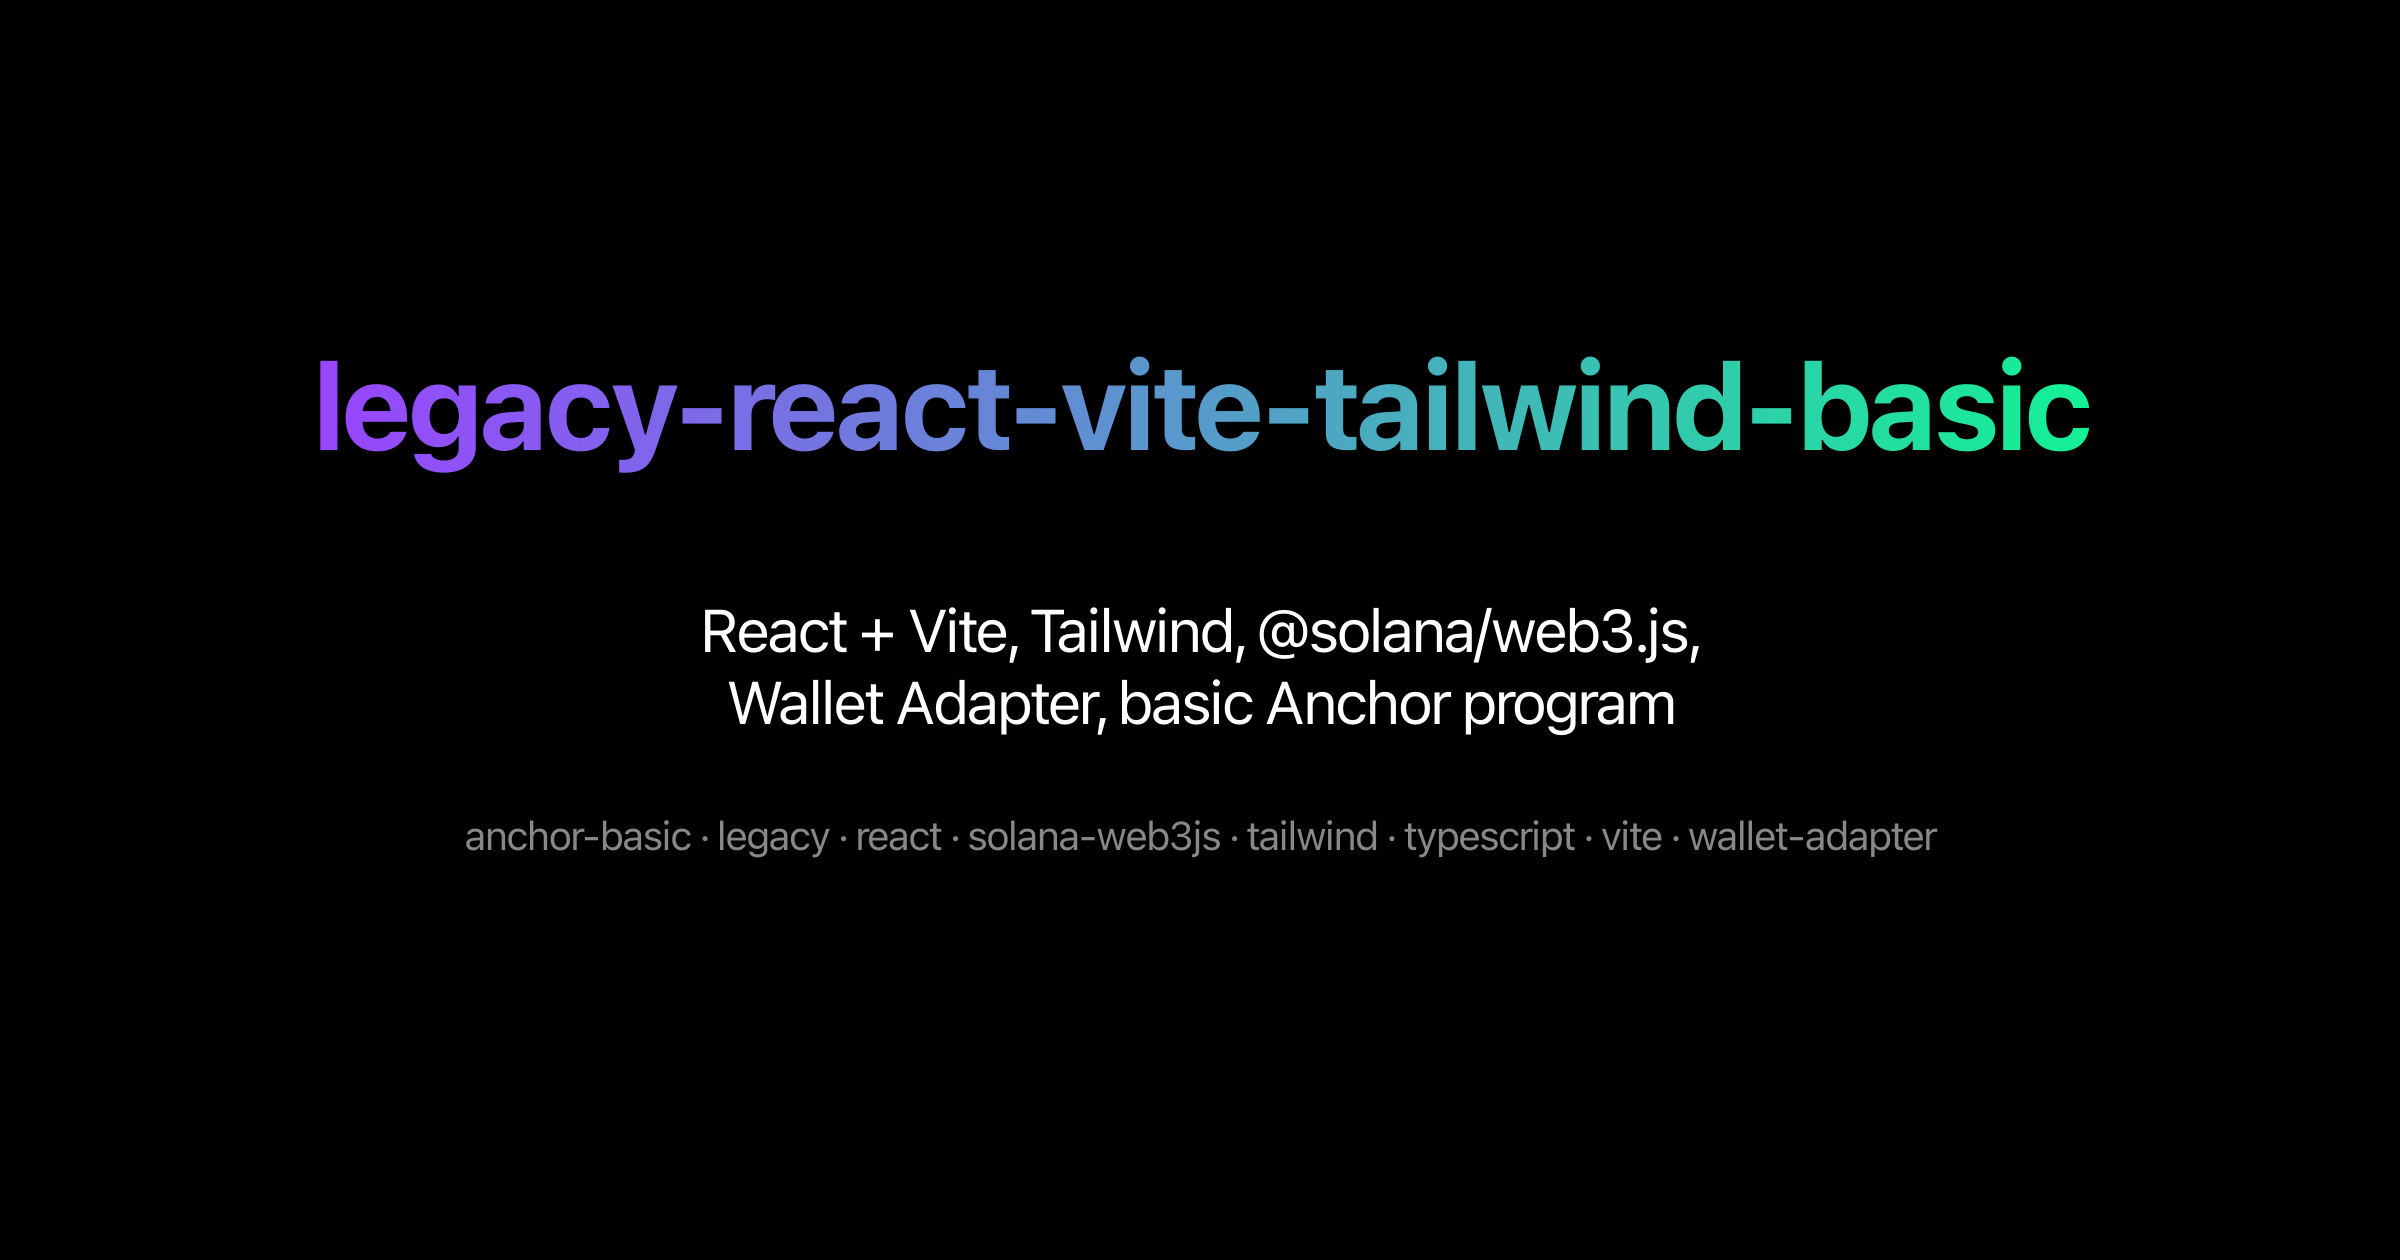 legacy-react-vite-tailwind-basic
React + Vite, Tailwind, @solana/web3.js,
Wallet Adapter, basic Anchor program
anchor-basic · legacy · react · solana-web3js · tailwind · typescript · vite · wallet-adapter